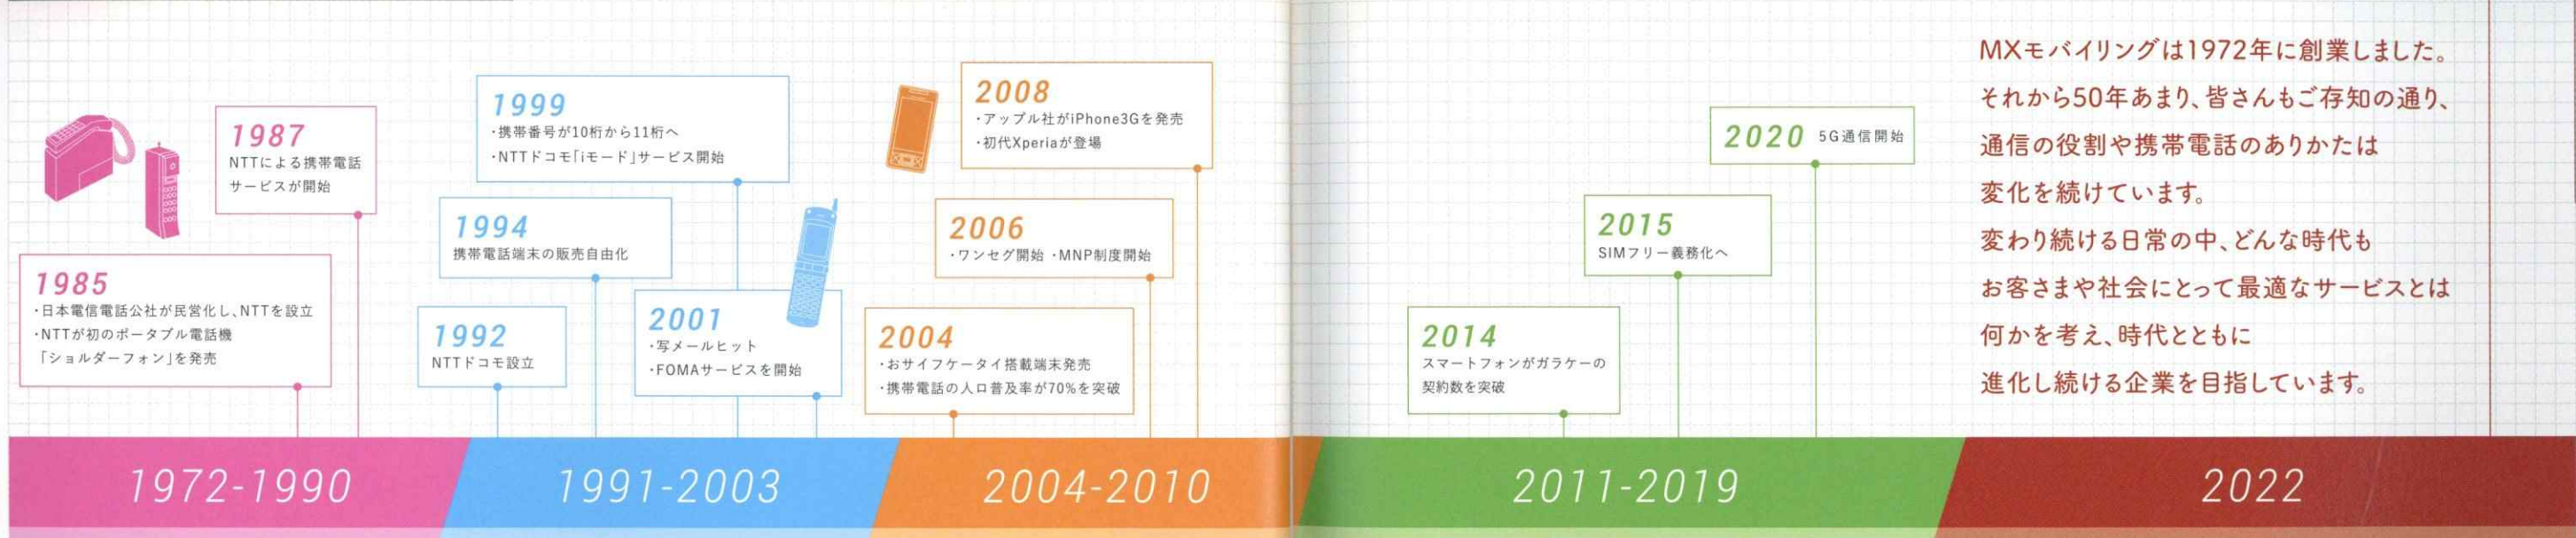 1987
NTTによる携帯電話
サービスが開始
1985
・日本電信電話公社が民営化し、NTTを設立
・NTTが初のポータブル電話機
「ショルダーフォン」を発売
1972-1990
1999
・携帯番号が10桁から11桁へ
・NTTドコモ「iモード」サービス開始
1994
携帯電話端末の販売自由化
1992
NTTドコモ設立
2001
・写メールヒット
・FOMAサービスを開始
1991-2003
2008
・アップル社がiPhone3Gを発売
・初代Xperiaが登場
2006
・ワンセグ開始 ・MNP制度開始
2004
・おサイフケータイ搭載端末発売
・携帯電話の人口普及率が70%を突破
2004-2010
2020 5G通信開始
2015
SIMフリー義務化へ
2014
スマートフォンがガラケーの
契約数を突破
2011-2019
MXモバイリングは1972年に創業しました。
それから50年あまり、皆さんもご存知の通り、
通信の役割や携帯電話のありかたは
変化を続けています。
変わり続ける日常の中、どんな時代も
お客さまや社会にとって最適なサービスとは
何かを考え、時代とともに
進化し続ける企業を目指しています。
2022